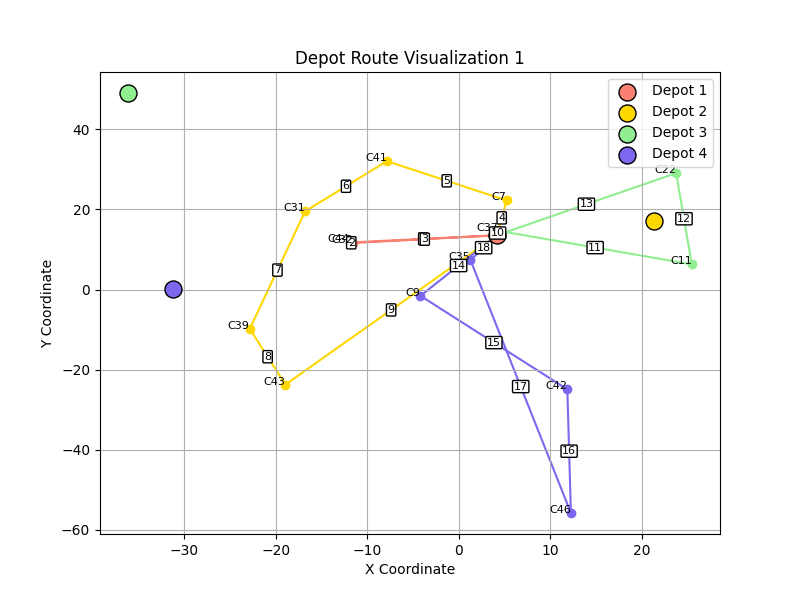 Depot Route Visualization 1
Depot 1
Depot 2
Depot 3
Depot 4
Y Coordinate
40
20
0
−20
−40
−60
C41
C22
6
5
C7
13
C31
4
12
10
2
3
18
11
C35
14
C11
7
C9
9
C39
15
8
C43
17
C42
16
C46
−30
−20
−10
0
10
20
X Coordinate